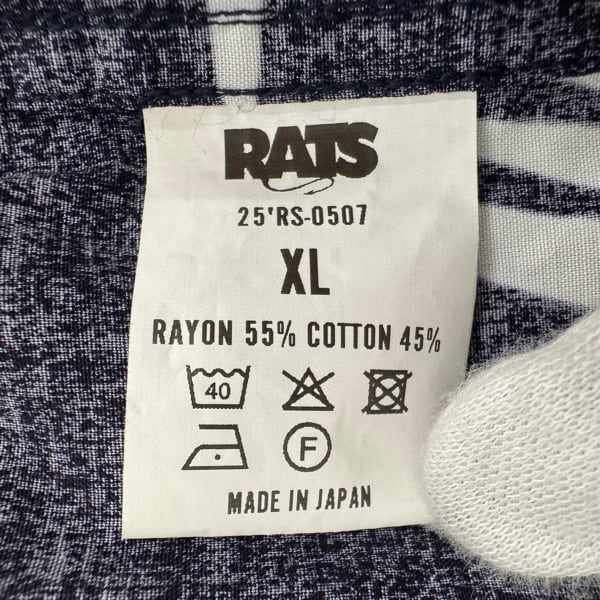 RATS
25'RS-0507
XL
RAYON 55% COTTON 45%
40
F
MADE IN JAPAN